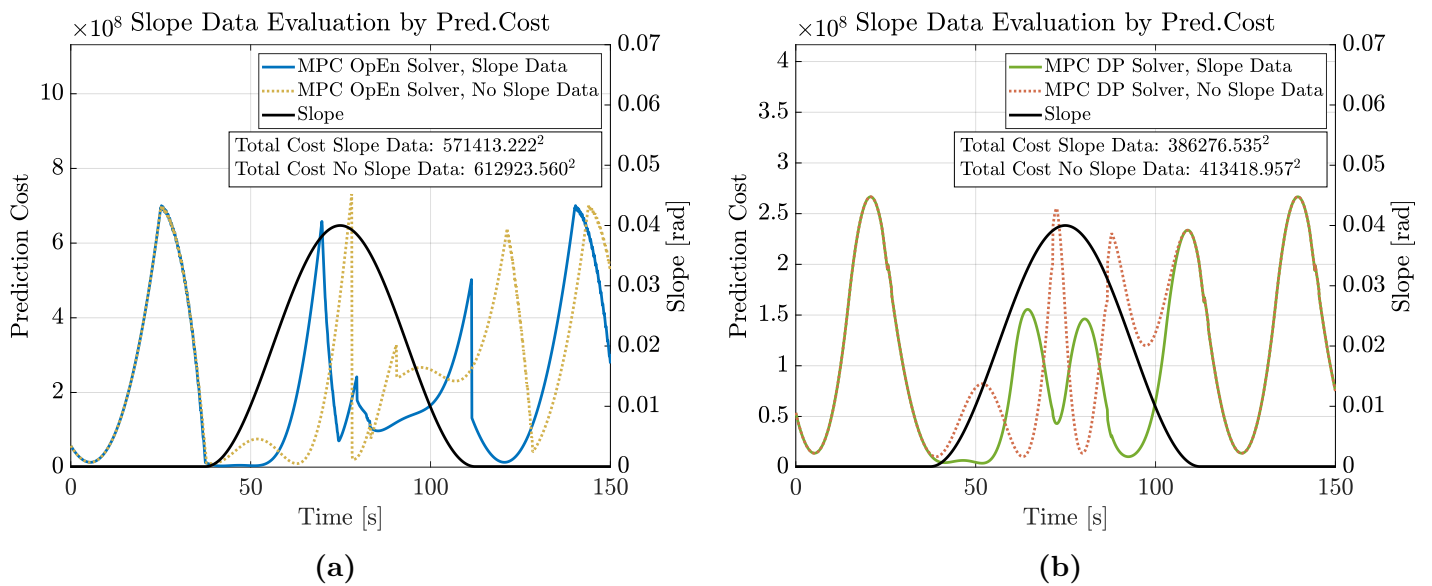 ×10⁸ Slope Data Evaluation by Pred.Cost
MPC OpEn Solver, Slope Data
MPC OpEn Solver, No Slope Data
Slope
Total Cost Slope Data: 571413.222²
Total Cost No Slope Data: 612923.560²
Prediction Cost
10
8
6
4
2
0
0.07
0.06
0.05
0.04
0.03
0.02
0.01
0
Slope [rad]
0 50 100 150
Time [s]
(a)
×10⁸ Slope Data Evaluation by Pred.Cost
MPC DP Solver, Slope Data
MPC DP Solver, No Slope Data
Slope
Total Cost Slope Data: 386276.535²
Total Cost No Slope Data: 413418.957²
Prediction Cost
4
3.5
3
2.5
2
1.5
1
0.5
0
0.07
0.06
0.05
0.04
0.03
0.02
0.01
0
Slope [rad]
0 50 100 150
Time [s]
(b)